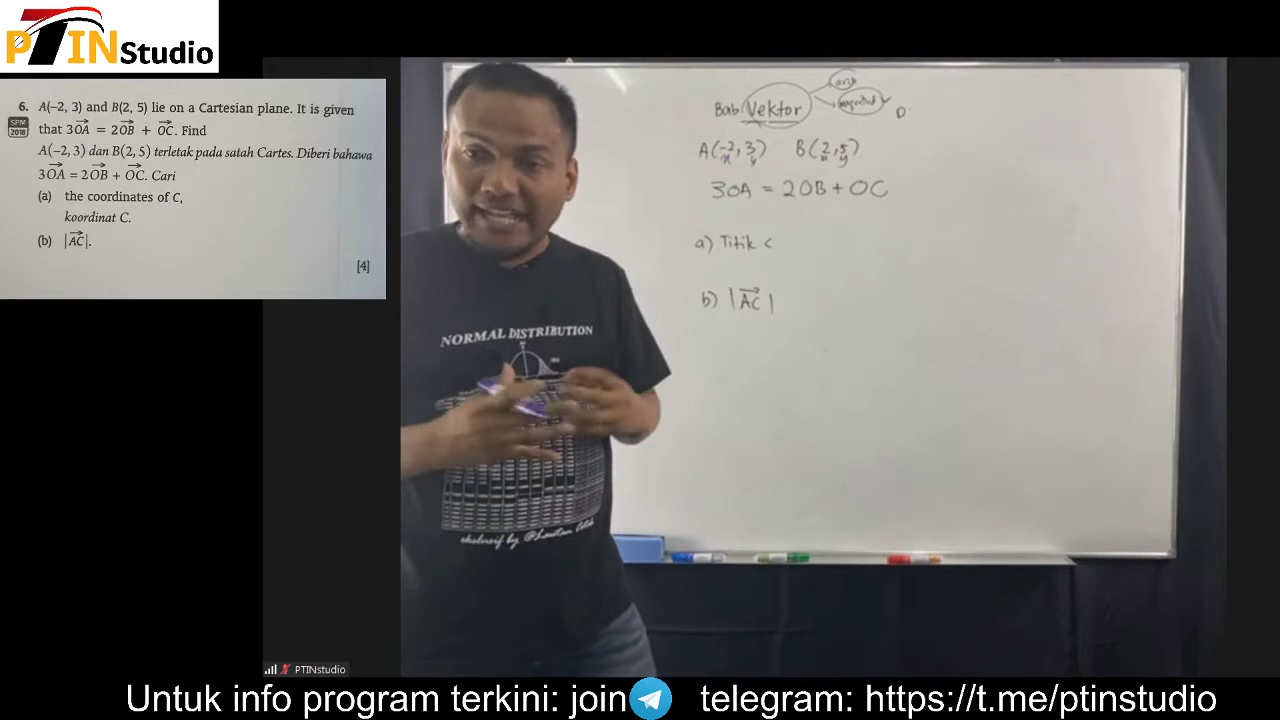 PTIN Studio
6. A(−2, 3) and B(2, 5) lie on a Cartesian plane. It is given
SPM
2018
that 3OA→ = 2OB→ + OC→. Find
A(−2, 3) dan B(2, 5) terletak pada satah Cartes. Diberi bahawa
3OA→ = 2OB→ + OC→. Cari
(a) the coordinates of C,
koordinat C.
(b) |AC→|.
[4]
Bab Vektor
A(-2, 3) B(2, 5)
x y x y
3OA = 2OB + OC
a) Titik C
b) |AC→|
NORMAL DISTRIBUTION
PTINstudio
Untuk info program terkini: join telegram: https://t.me/ptinstudio